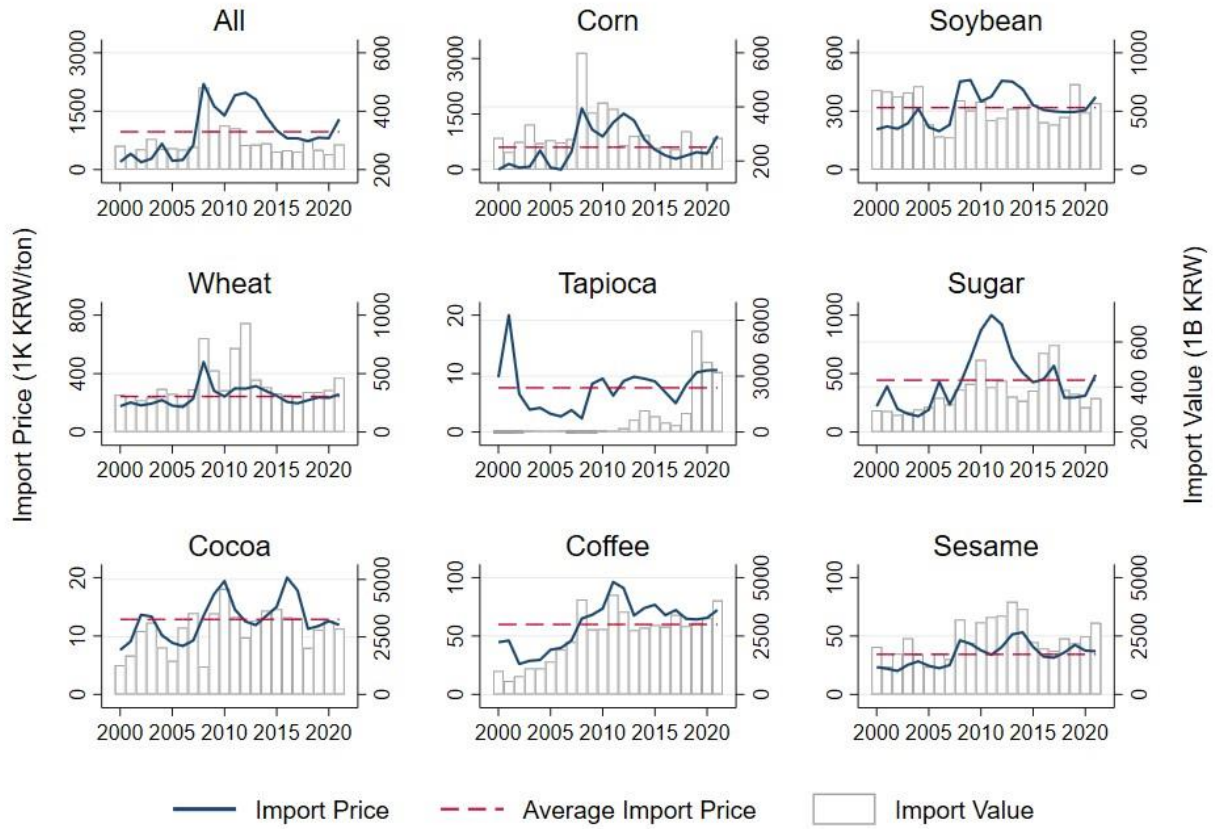 All
Corn
Soybean
3000
1500
0
600
400
200
2000 2005 2010 2015 2020
3000
1500
0
600
400
200
2000 2005 2010 2015 2020
600
300
0
1000
500
0
2000 2005 2010 2015 2020
Import Price (1K KRW/ton)
Import Value (1B KRW)
Wheat
Tapioca
Sugar
800
400
0
1000
500
0
2000 2005 2010 2015 2020
20
10
0
6000
3000
0
2000 2005 2010 2015 2020
1000
500
0
600
400
200
2000 2005 2010 2015 2020
Cocoa
Coffee
Sesame
20
10
0
5000
2500
0
2000 2005 2010 2015 2020
100
50
0
5000
2500
0
2000 2005 2010 2015 2020
100
50
0
5000
2500
0
2000 2005 2010 2015 2020
Import Price
Average Import Price
Import Value